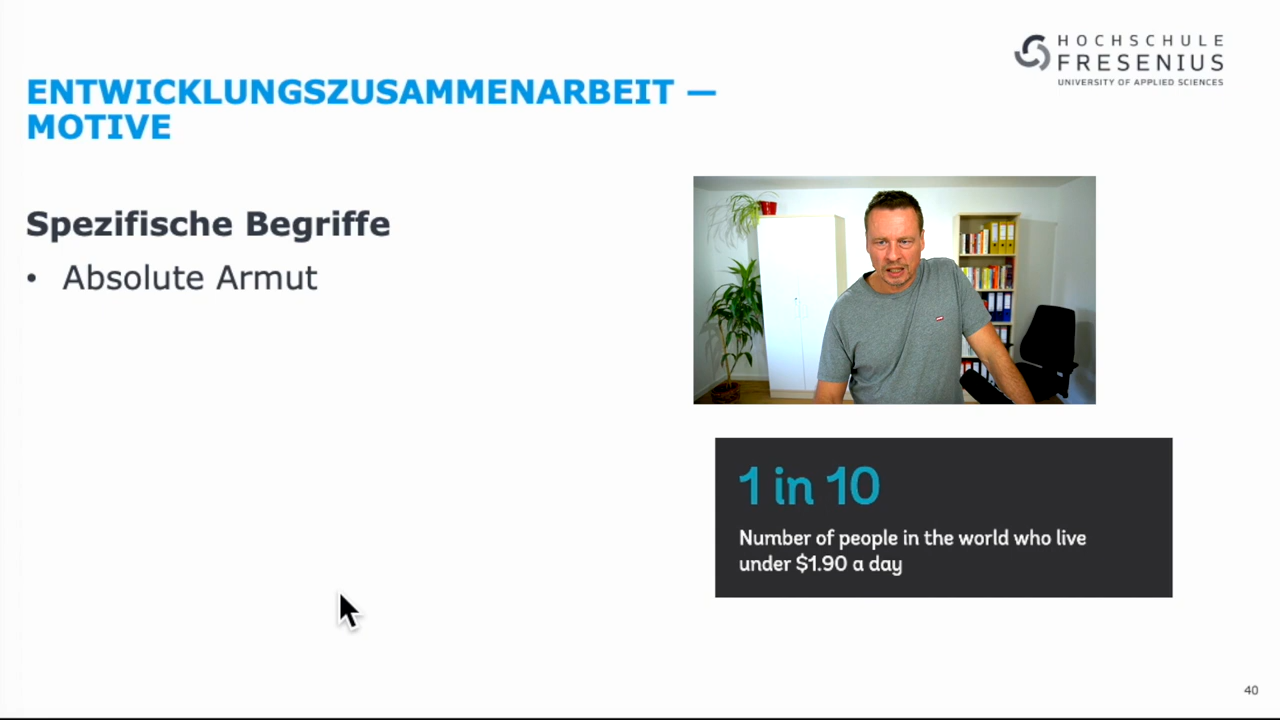 HOCHSCHULE
FRESENIUS
UNIVERSITY OF APPLIED SCIENCES
ENTWICKLUNGSZUSAMMENARBEIT —
MOTIVE
Spezifische Begriffe
• Absolute Armut
1 in 10
Number of people in the world who live
under $1.90 a day
40